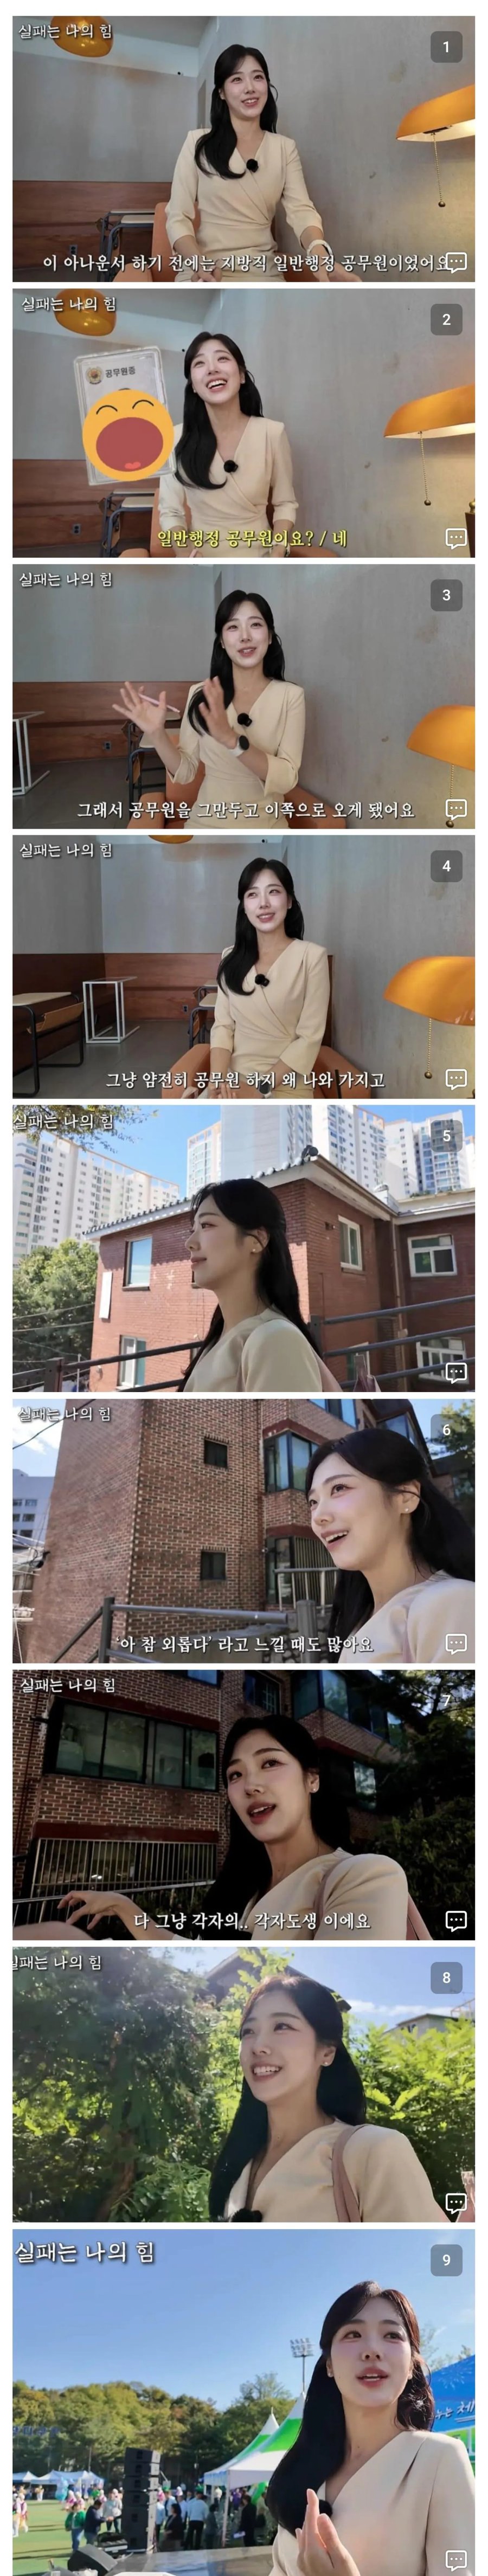 실패는 나의 힘
1
이 아나운서 하기 전에는 지방직 일반행정 공무원이었어요
실패는 나의 힘
2
공무원증
일반행정 공무원이요? / 네
실패는 나의 힘
3
그래서 공무원을 그만두고 이쪽으로 오게 됐어요
실패는 나의 힘
4
그냥 얌전히 공무원 하지 왜 나와 가지고
실패는 나의 힘
5
실패는 나의 힘
6
'아 참 외롭다' 라고 느낄 때도 많아요
실패는 나의 힘
7
다 그냥 각자의.. 각자도생 이에요
실패는 나의 힘
8
실패는 나의 힘
9